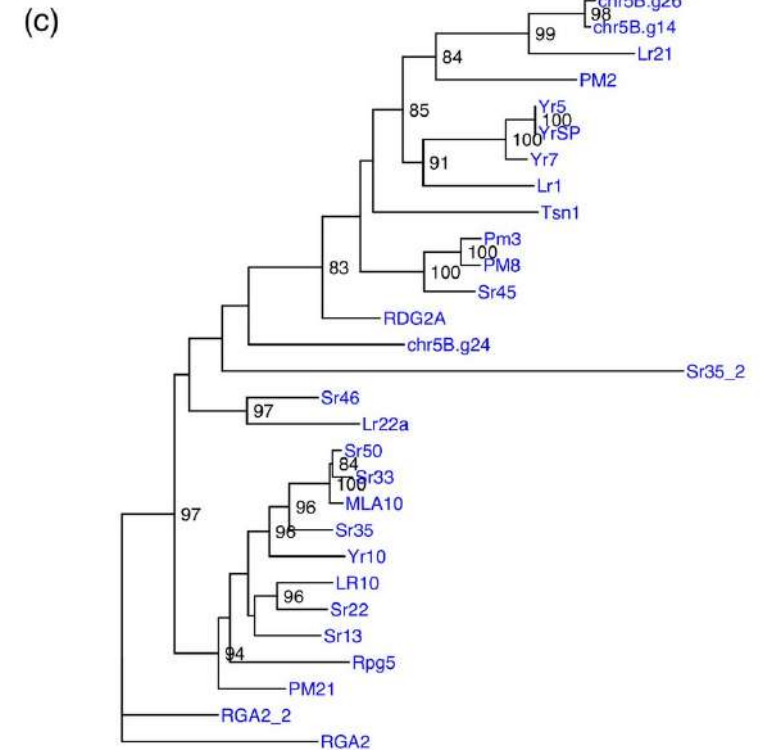 (c)
chr5B.g26
98
chr5B.g14
99
Lr21
84
PM2
85
Yr5
100
YrSP
100
Yr7
91
Lr1
Tsn1
Pm3
100
PM8
100
Sr45
83
RDG2A
chr5B.g24
Sr35_2
Sr46
97
Lr22a
Sr50
84
Sr33
100
MLA10
96
Sr35
96
Yr10
LR10
96
Sr22
Sr13
94
Rpg5
PM21
97
RGA2_2
RGA2